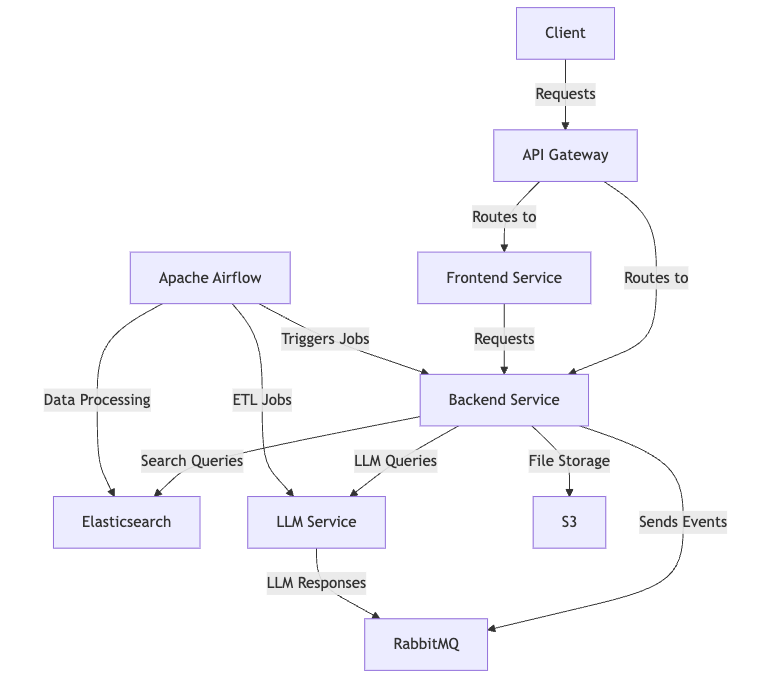 Client
Requests
API Gateway
Routes to
Apache Airflow
Frontend Service
Routes to
Triggers Jobs
Requests
Data Processing
ETL Jobs
Backend Service
Search Queries
LLM Queries
File Storage
Elasticsearch
LLM Service
S3
Sends Events
LLM Responses
RabbitMQ